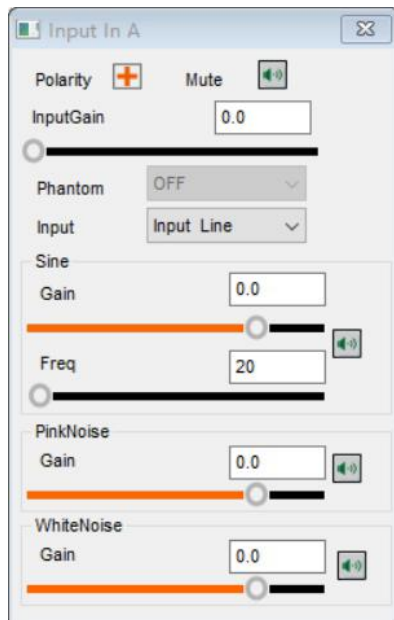 Input In A
Polarity Mute
InputGain 0.0
Phantom OFF
Input Input Line
Sine
Gain 0.0
Freq 20
PinkNoise
Gain 0.0
WhiteNoise
Gain 0.0